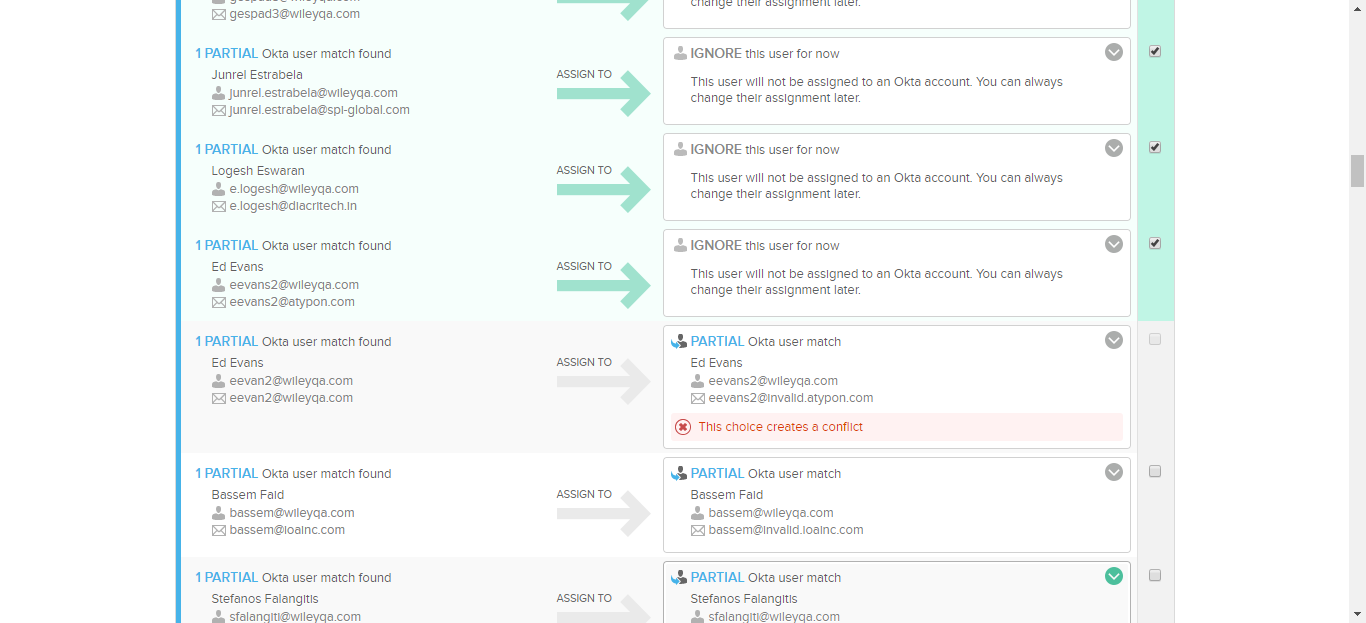 gespad3@wileyqa.com
change their assignment later.
1 PARTIAL Okta user match found
Junrel Estrabela
junrel.estrabela@wileyqa.com
junrel.estrabela@spi-global.com
ASSIGN TO
IGNORE this user for now
This user will not be assigned to an Okta account. You can always
change their assignment later.
1 PARTIAL Okta user match found
Logesh Eswaran
e.logesh@wileyqa.com
e.logesh@diacritech.in
ASSIGN TO
IGNORE this user for now
This user will not be assigned to an Okta account. You can always
change their assignment later.
1 PARTIAL Okta user match found
Ed Evans
eevans2@wileyqa.com
eevans2@atypon.com
ASSIGN TO
IGNORE this user for now
This user will not be assigned to an Okta account. You can always
change their assignment later.
1 PARTIAL Okta user match found
Ed Evans
eevan2@wileyqa.com
eevan2@wileyqa.com
ASSIGN TO
PARTIAL Okta user match
Ed Evans
eevans2@wileyqa.com
eevans2@invalid.atypon.com
This choice creates a conflict
1 PARTIAL Okta user match found
Bassem Faid
bassem@wileyqa.com
bassem@ioainc.com
ASSIGN TO
PARTIAL Okta user match
Bassem Faid
bassem@wileyqa.com
bassem@invalid.ioainc.com
1 PARTIAL Okta user match found
Stefanos Falangitis
sfalangiti@wileyqa.com
ASSIGN TO
PARTIAL Okta user match
Stefanos Falangitis
sfalangiti@wileyqa.com